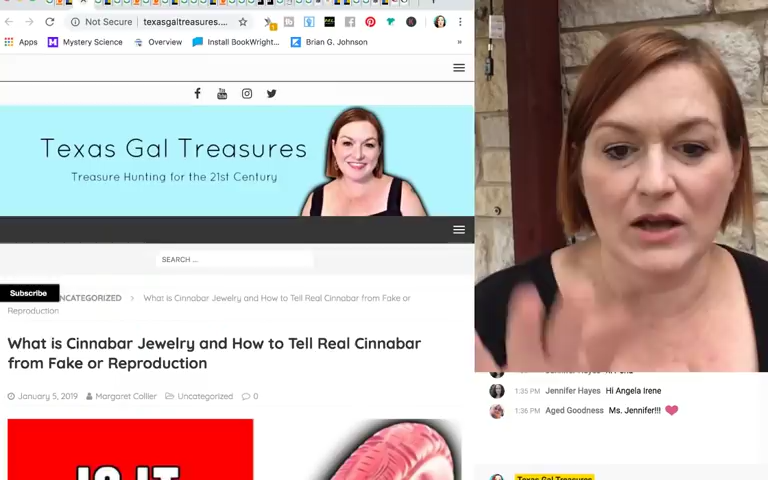 Not Secure
texasgaltreasures....
Apps
Mystery Science
Overview
Install BookWright...
Brian G. Johnson
»
Texas Gal Treasures
Treasure Hunting for the 21st Century
SEARCH ...
Subscribe
UNCATEGORIZED > What is Cinnabar Jewelry and How to Tell Real Cinnabar from Fake or
Reproduction
What is Cinnabar Jewelry and How to Tell Real Cinnabar
from Fake or Reproduction
January 5, 2019 Margaret Collier Uncategorized 0
IS IT
1:35 PM Jennifer Hayes Hi Angela Irene
1:36 PM Aged Goodness Ms. Jennifer!!!
Texas Gal Treasures